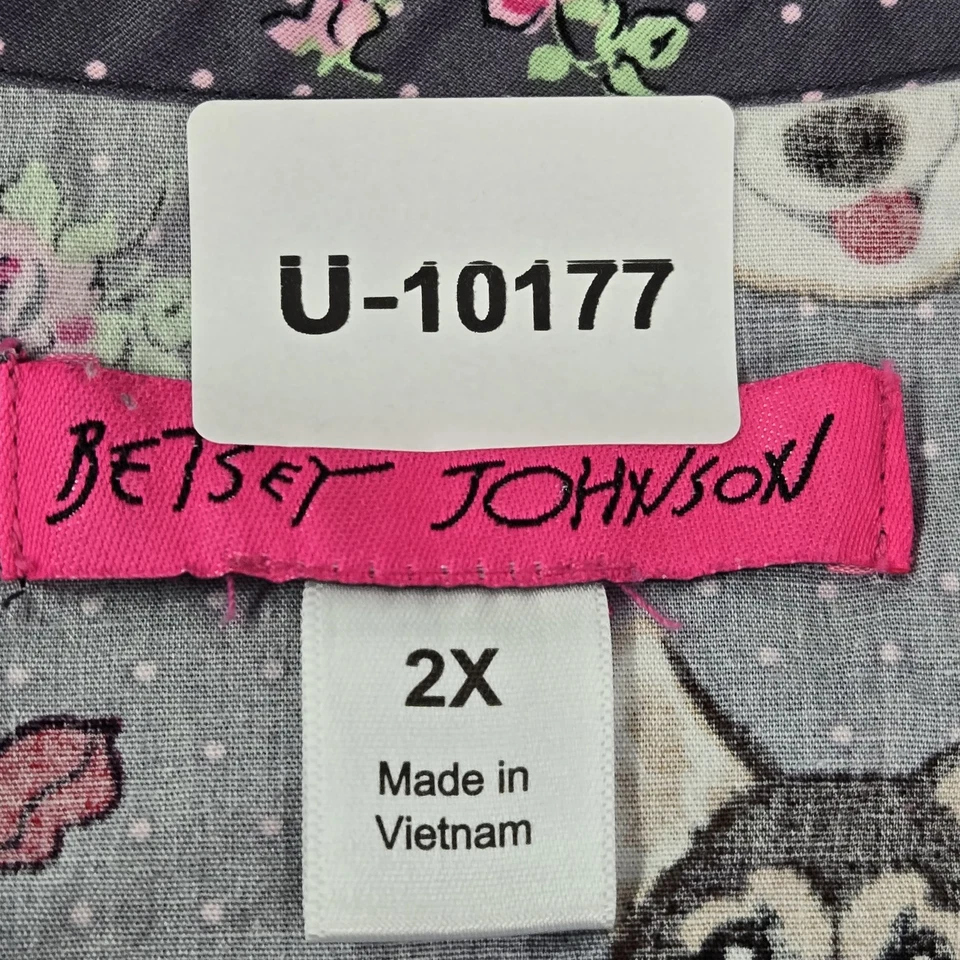 U-10177
BETSEY JOHNSON
2X
Made in
Vietnam